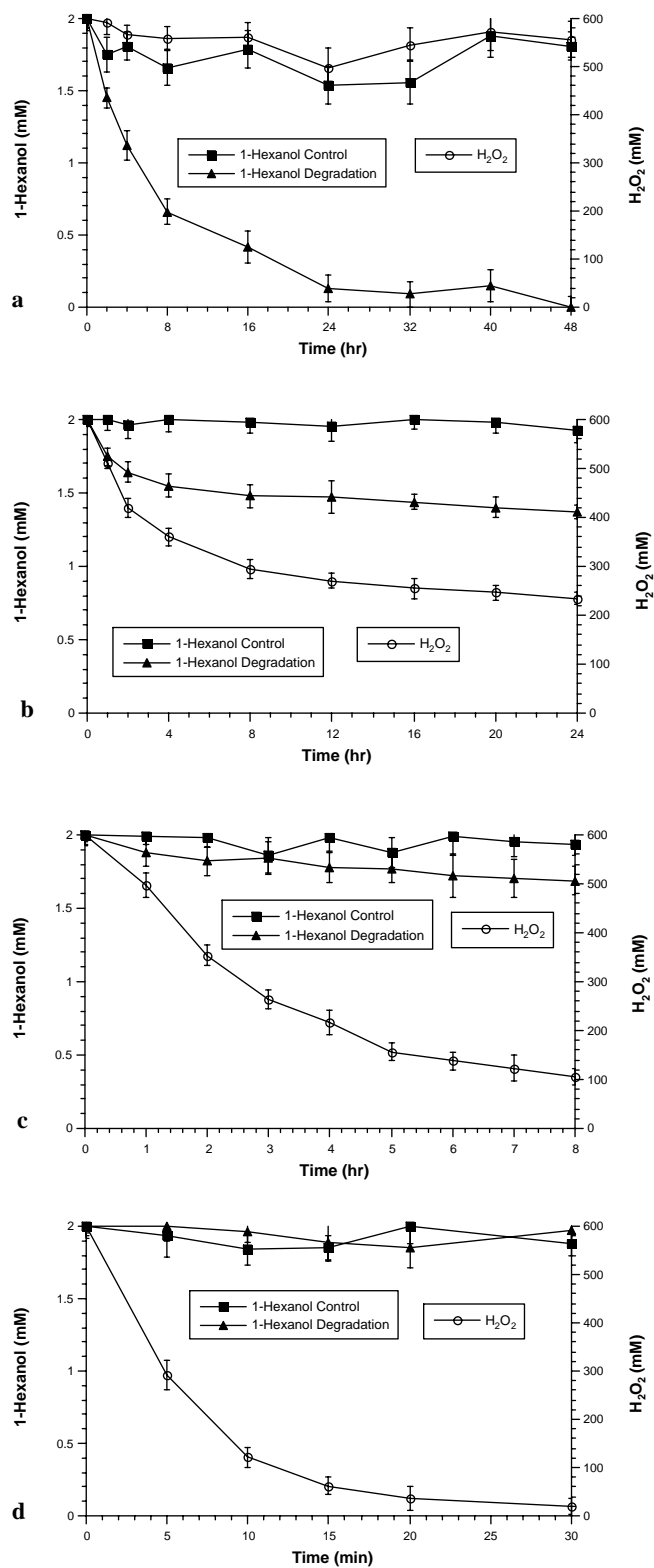 2
1.5
1
0.5
0
1-Hexanol (mM)
600
500
400
300
200
100
0
H₂O₂ (mM)
1-Hexanol Control
1-Hexanol Degradation
H₂O₂
0 8 16 24 32 40 48
Time (hr)
a
2
1.5
1
0.5
0
1-Hexanol (mM)
600
500
400
300
200
100
0
H₂O₂ (mM)
1-Hexanol Control
1-Hexanol Degradation
H₂O₂
0 4 8 12 16 20 24
Time (hr)
b
2
1.5
1
0.5
0
1-Hexanol (mM)
600
500
400
300
200
100
0
H₂O₂ (mM)
1-Hexanol Control
1-Hexanol Degradation
H₂O₂
0 1 2 3 4 5 6 7 8
Time (hr)
c
2
1.5
1
0.5
0
1-Hexanol (mM)
600
500
400
300
200
100
0
H₂O₂ (mM)
1-Hexanol Control
1-Hexanol Degradation
H₂O₂
0 5 10 15 20 25 30
Time (min)
d